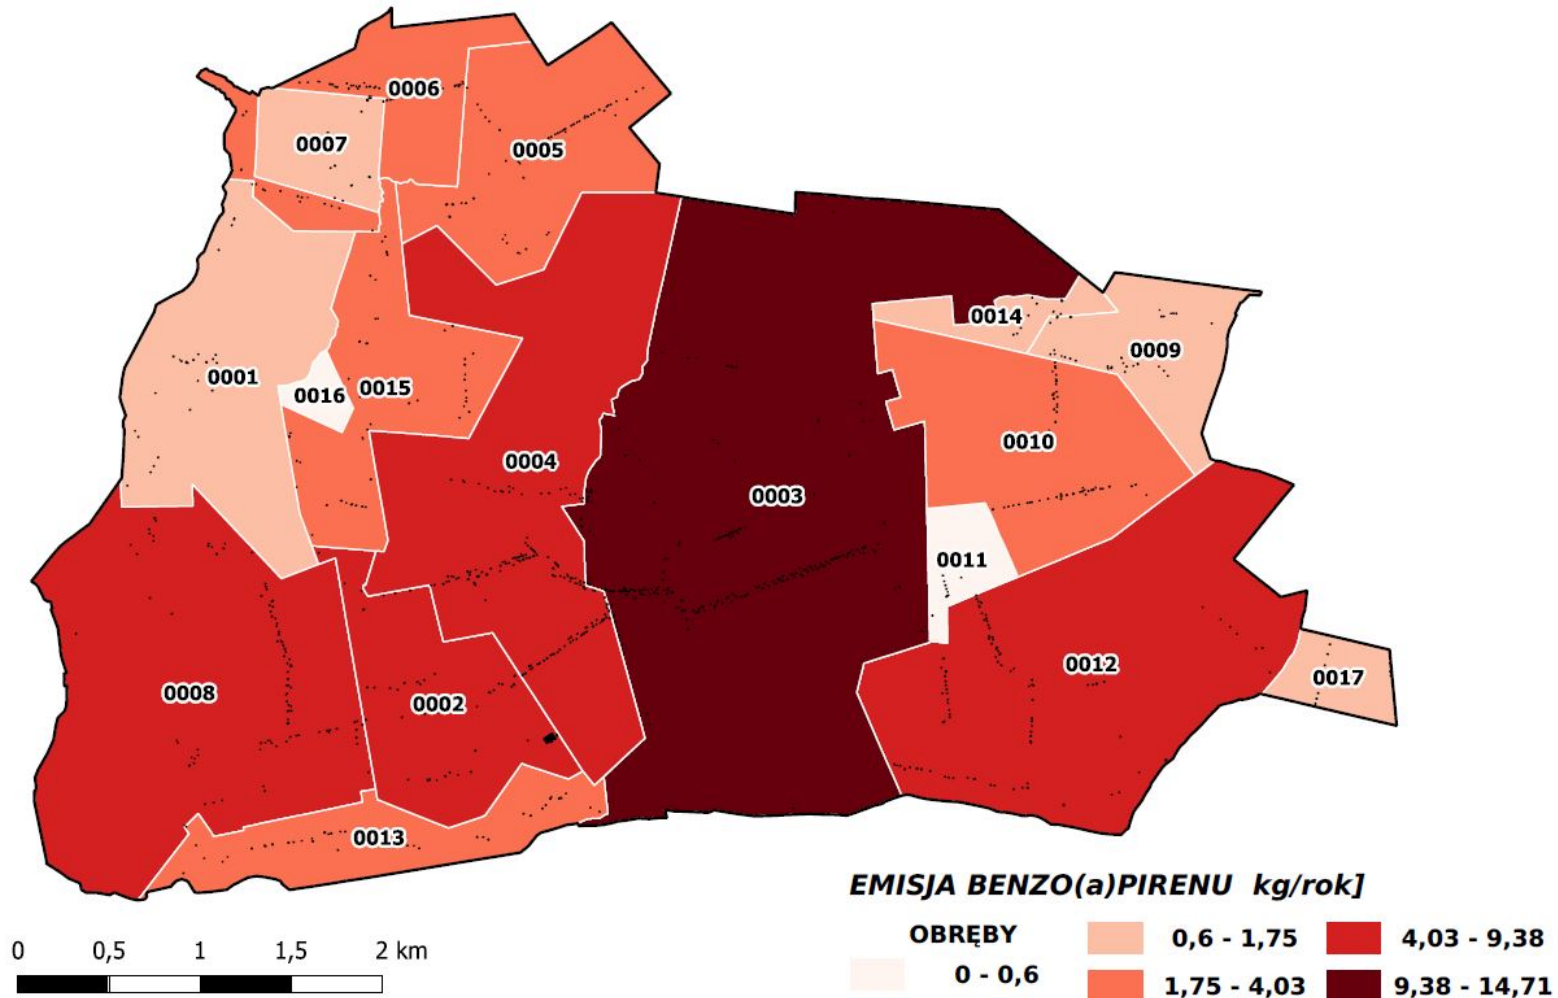 0006
0007
0005
0014
0009
0001
0016
0015
0010
0004
0003
0011
0012
0017
0008
0002
0013
EMISJA BENZO(a)PIRENU kg/rok]
OBRĘBY
0 - 0,6
0,6 - 1,75
1,75 - 4,03
4,03 - 9,38
9,38 - 14,71
0 0,5 1 1,5 2 km